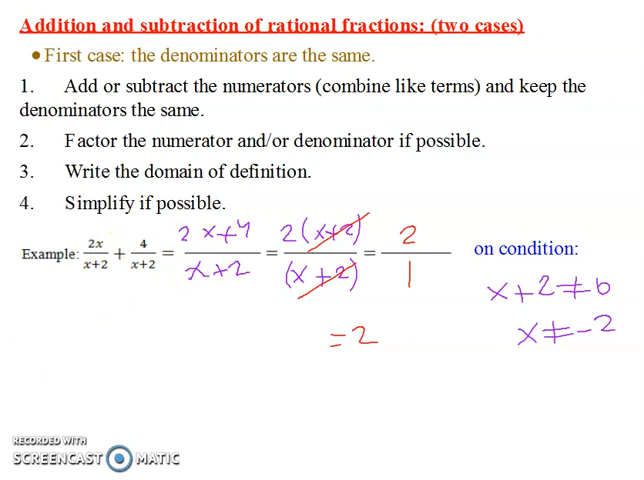 Addition and subtraction of rational fractions: (two cases)
• First case: the denominators are the same.
1. Add or subtract the numerators (combine like terms) and keep the
denominators the same.
2. Factor the numerator and/or denominator if possible.
3. Write the domain of definition.
4. Simplify if possible.
Example: 2x/x+2 + 4/x+2 = 2x+4/x+2 = 2(x+2)/(x+2) = 2/1 on condition:
x+2≠0
= 2 x≠-2
RECORDED WITH
SCREENCAST MATIC